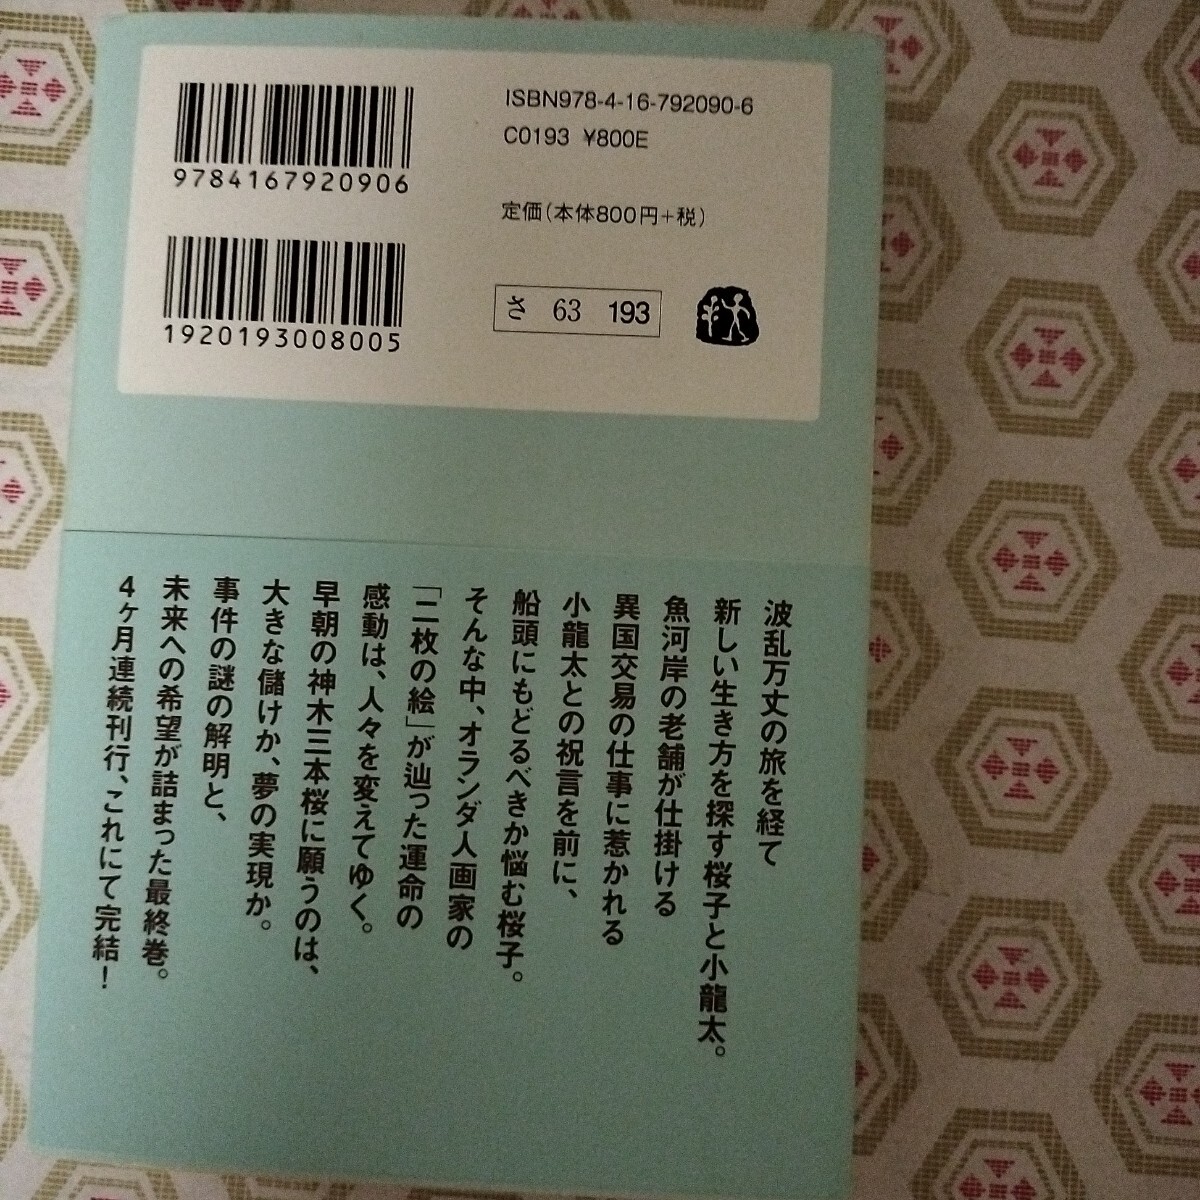 ISBN978-4-16-792090-6
C0193 ¥800E
9784167920906
定価(本体800円+税)
1920193008005
さ 63 193
波乱万丈の旅を経て
新しい生き方を探す桜子と小龍太。
魚河岸の老舗が仕掛ける
異国交易の仕事に惹かれる
小龍太との祝言を前に、
船頭にもどるべきか悩む桜子。
そんな中、オランダ人画家の
「二枚の絵」が辿った運命の
感動は、人々を変えてゆく。
早朝の神木三本桜に願うのは、
大きな儲けか、夢の実現か。
事件の謎の解明と、
未来への希望が詰まった最終巻。
4ヶ月連続刊行、これにて完結!